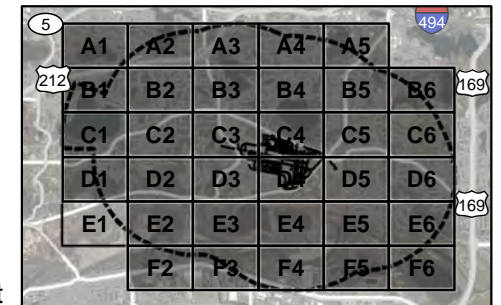 5
494
A1 A2 A3 A4 A5
212
169
B1 B2 B3 B4 B5 B6
C1 C2 C3 C4 C5 C6
D1 D2 D3 D4 D5 D6
169
E1 E2 E3 E4 E5 E6
F2 F3 F4 F5 F6
t